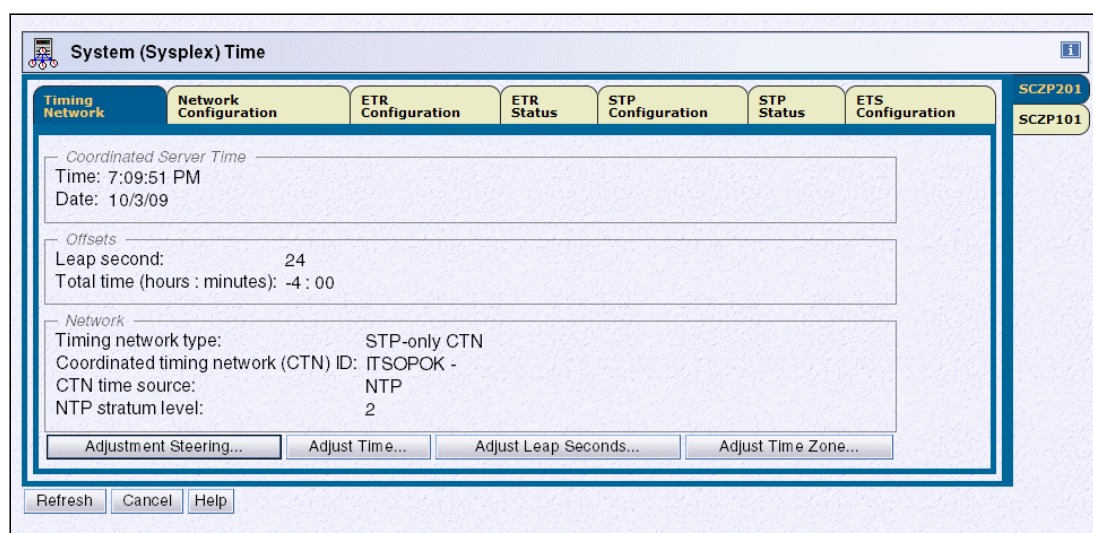 System (Sysplex) Time
i
SCZP201
SCZP101
Timing Network
Network Configuration
ETR Configuration
ETR Status
STP Configuration
STP Status
ETS Configuration
Coordinated Server Time
Time: 7:09:51 PM
Date: 10/3/09
Offsets
Leap second: 24
Total time (hours : minutes): -4 : 00
Network
Timing network type: STP-only CTN
Coordinated timing network (CTN) ID: ITSOPOK -
CTN time source: NTP
NTP stratum level: 2
Adjustment Steering... Adjust Time... Adjust Leap Seconds... Adjust Time Zone...
Refresh Cancel Help